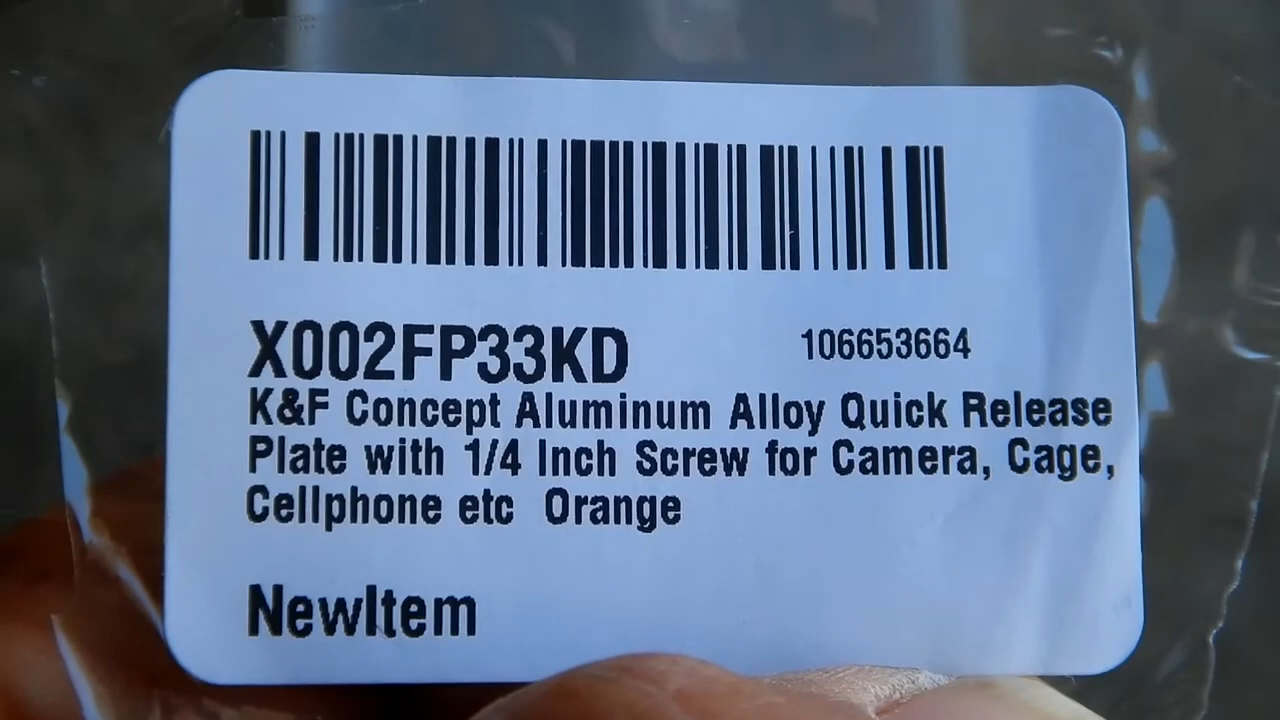 X002FP33KD 106653664
K&F Concept Aluminum Alloy Quick Release
Plate with 1/4 Inch Screw for Camera, Cage,
Cellphone etc Orange
NewItem